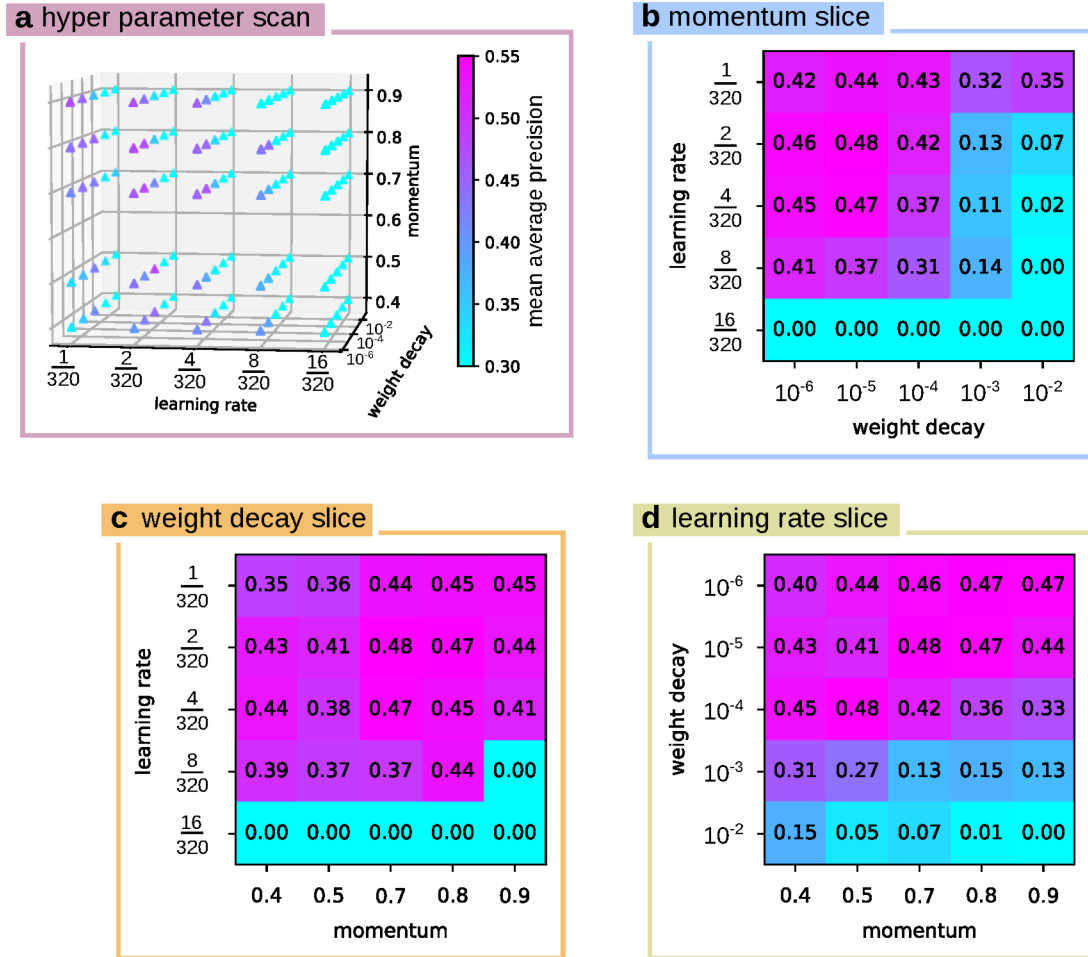 a hyper parameter scan
0.9
0.8
0.7
0.6
0.5
0.4
momentum
10-2
10-4
10-6
weight decay
1/320 2/320 4/320 8/320 16/320
learning rate
0.55
0.50
0.45
0.40
0.35
0.30
mean average precision
b momentum slice
learning rate
1/320 0.42 0.44 0.43 0.32 0.35
2/320 0.46 0.48 0.42 0.13 0.07
4/320 0.45 0.47 0.37 0.11 0.02
8/320 0.41 0.37 0.31 0.14 0.00
16/320 0.00 0.00 0.00 0.00 0.00
10-6 10-5 10-4 10-3 10-2
weight decay
c weight decay slice
learning rate
1/320 0.35 0.36 0.44 0.45 0.45
2/320 0.43 0.41 0.48 0.47 0.44
4/320 0.44 0.38 0.47 0.45 0.41
8/320 0.39 0.37 0.37 0.44 0.00
16/320 0.00 0.00 0.00 0.00 0.00
0.4 0.5 0.7 0.8 0.9
momentum
d learning rate slice
weight decay
10-6 0.40 0.44 0.46 0.47 0.47
10-5 0.43 0.41 0.48 0.47 0.44
10-4 0.45 0.48 0.42 0.36 0.33
10-3 0.31 0.27 0.13 0.15 0.13
10-2 0.15 0.05 0.07 0.01 0.00
0.4 0.5 0.7 0.8 0.9
momentum